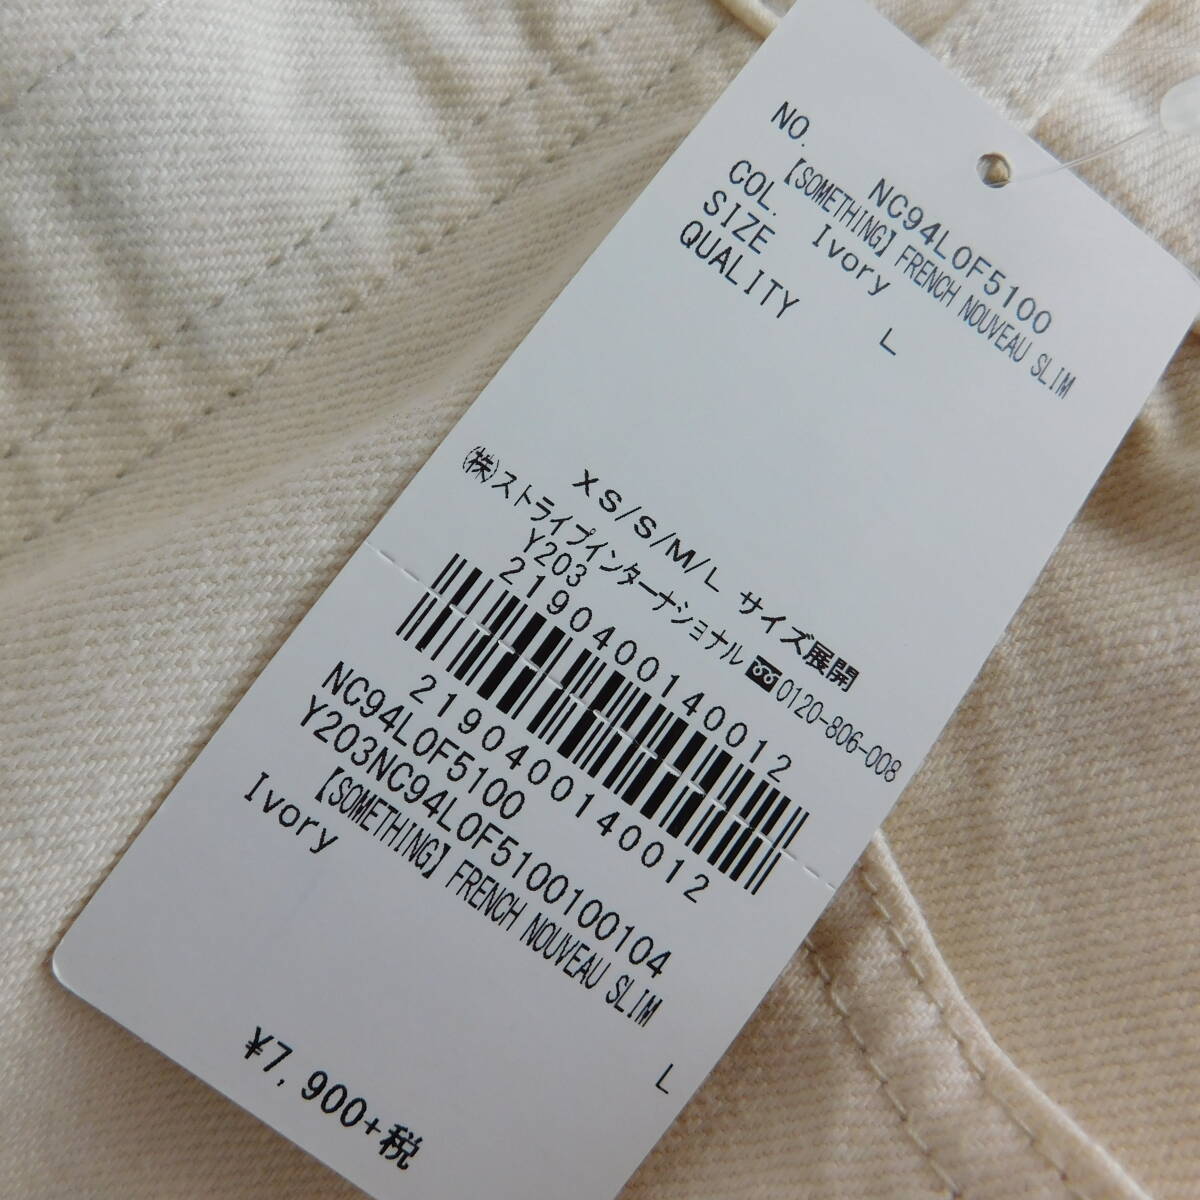 NO. NC94L0F5100
【SOMETHING】FRENCH NOUVEAU SLIM
COL. Ivory
SIZE L
QUALITY
XS/S/M/L サイズ展開
(株)ストライプインターナショナル 0120-806-008
Y203
2190400140012
2190400140012
NC94L0F5100
Y203NC94L0F5100100104
【SOMETHING】FRENCH NOUVEAU SLIM
Ivory L
¥7,900+税